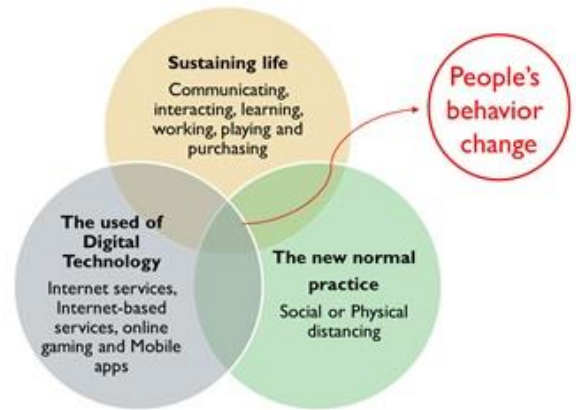 Sustaining life
Communicating,
interacting, learning,
working, playing and
purchasing
People's
behavior
change
The used of
Digital
Technology
Internet services,
Internet-based
services, online
gaming and Mobile
apps
The new normal
practice
Social or Physical
distancing